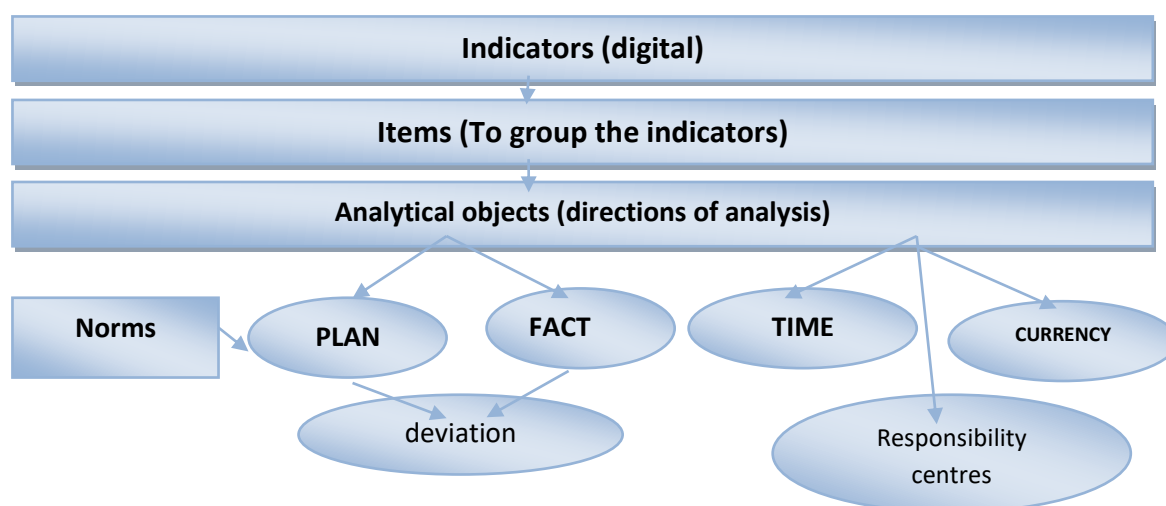 Indicators (digital)
Items (To group the indicators)
Analytical objects (directions of analysis)
Norms
PLAN
FACT
TIME
CURRENCY
deviation
Responsibility
centres